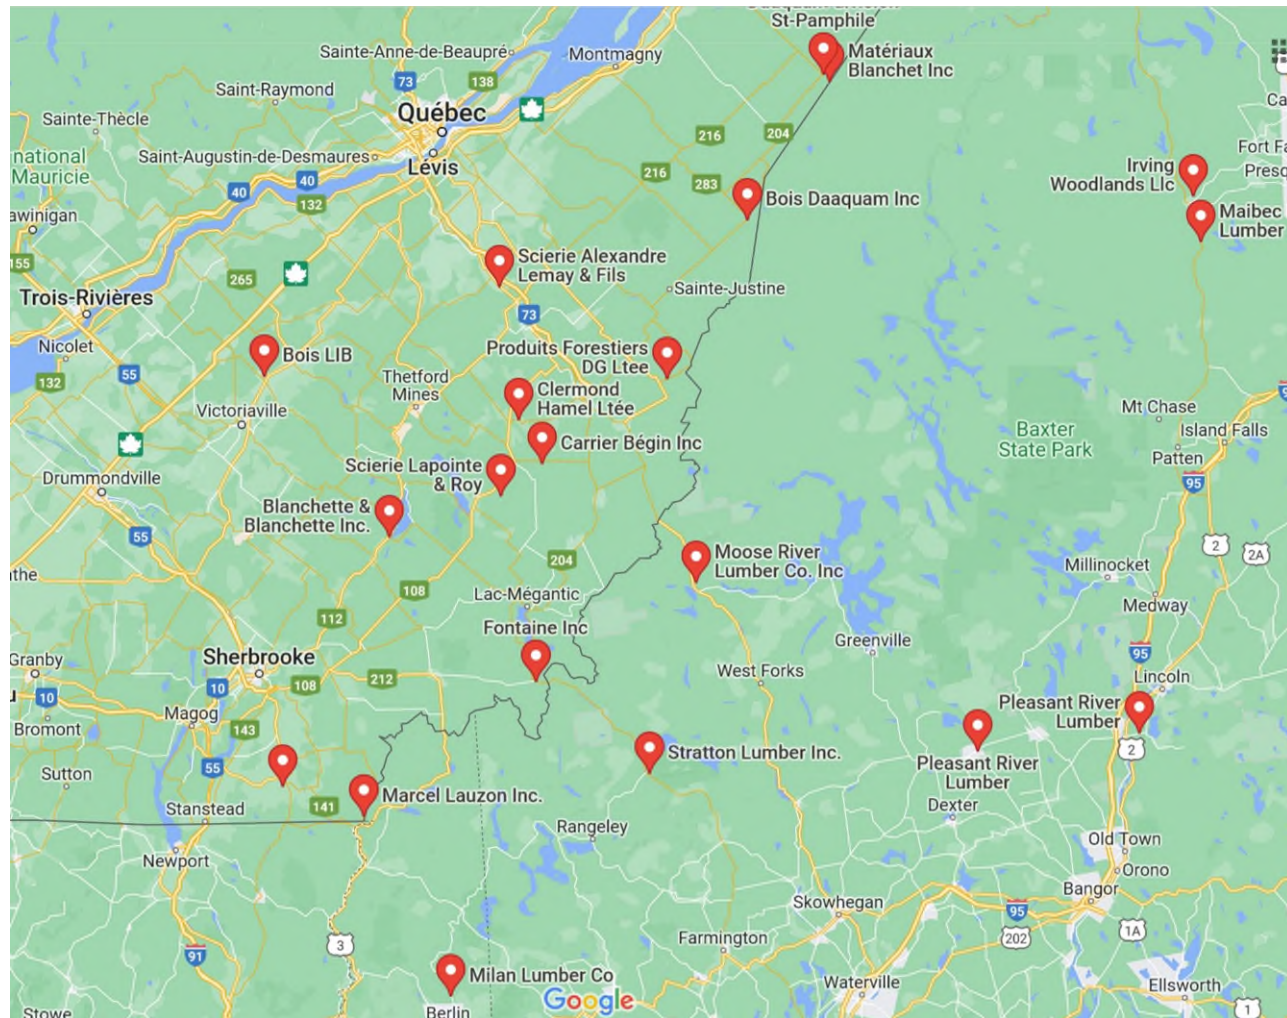 St-Pamphile
Matériaux
Blanchet Inc
Sainte-Anne-de-Beaupré
Montmagny
73
138
Saint-Raymond
Québec
Sainte-Thècle
216
204
national
Mauricie
Saint-Augustin-de-Desmaures
Lévis
Fort Fa
Irving
Woodlands Llc
Presq
216
283
40
40
132
Bois Daaquam Inc
Maibec
Lumber
awinigan
155
Scierie Alexandre
Lemay & Fils
265
Sainte-Justine
Trois-Rivières
73
Nicolet
Bois LIB
Produits Forestiers
DG Ltee
132
55
Thetford
Mines
Clermond
Hamel Ltée
Victoriaville
Mt Chase
Island Falls
Baxter
State Park
Carrier Bégin Inc
Patten
Drummondville
Scierie Lapointe
& Roy
95
Blanchette &
Blanchette Inc.
55
2
2A
204
Moose River
Lumber Co. Inc
Millinocket
the
108
Lac-Mégantic
Medway
112
Fontaine Inc
Greenville
Granby
Sherbrooke
95
West Forks
Lincoln
10
10
108
212
Magog
Bromont
143
Pleasant River
Lumber
2
Stratton Lumber Inc.
Pleasant River
Lumber
Sutton
55
Marcel Lauzon Inc.
141
Stanstead
Dexter
Rangeley
Old Town
Newport
Orono
Bangor
Skowhegan
95
3
202
1A
Farmington
91
Milan Lumber Co
Waterville
Ellsworth
Google
Stowe
Berlin
1